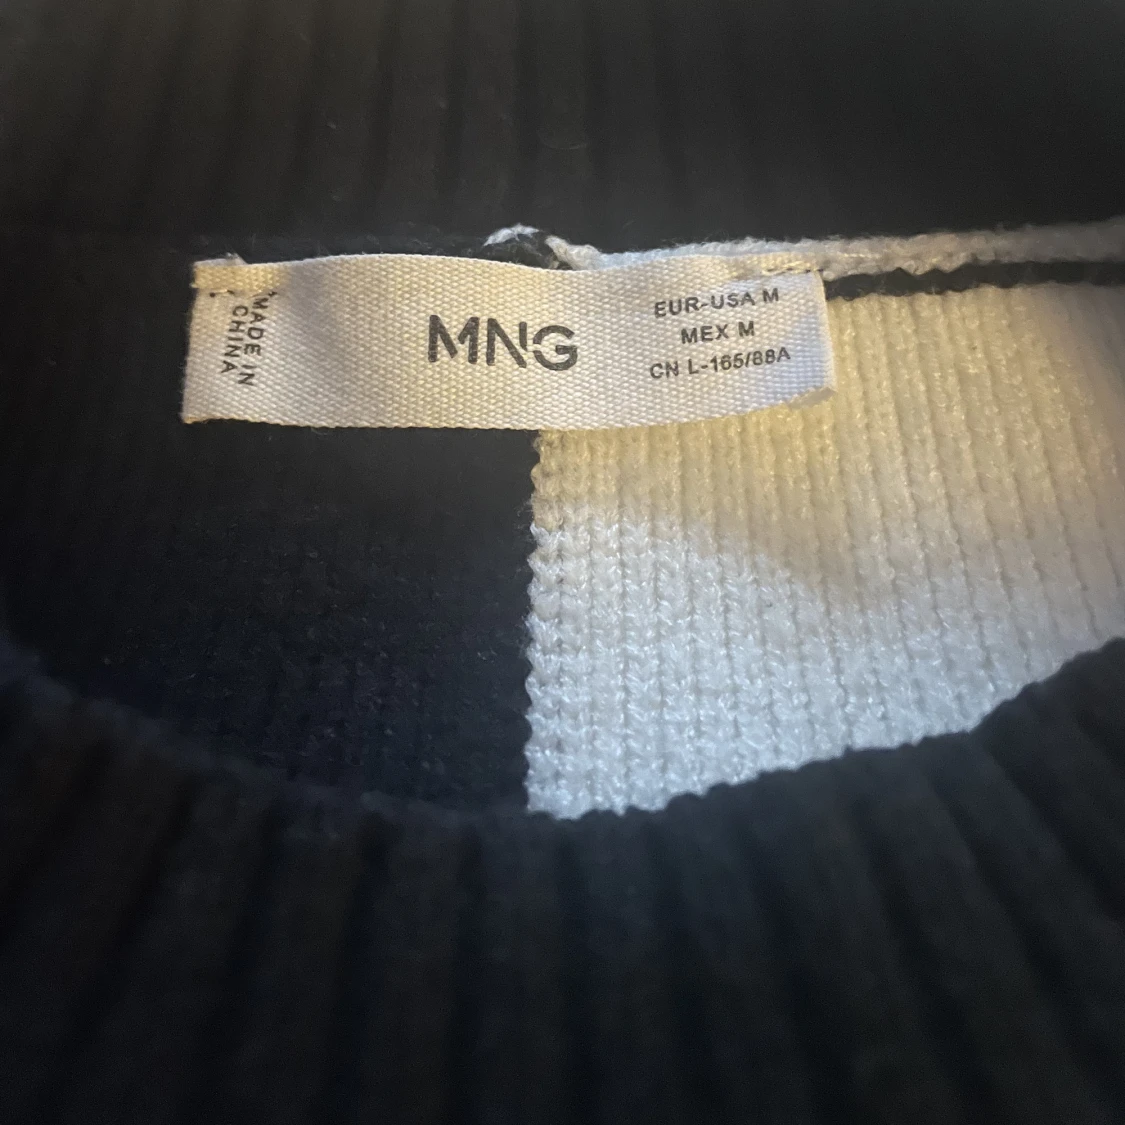 MADE IN
CHINA
MNG
EUR-USA M
MEX M
CN L-165/88A